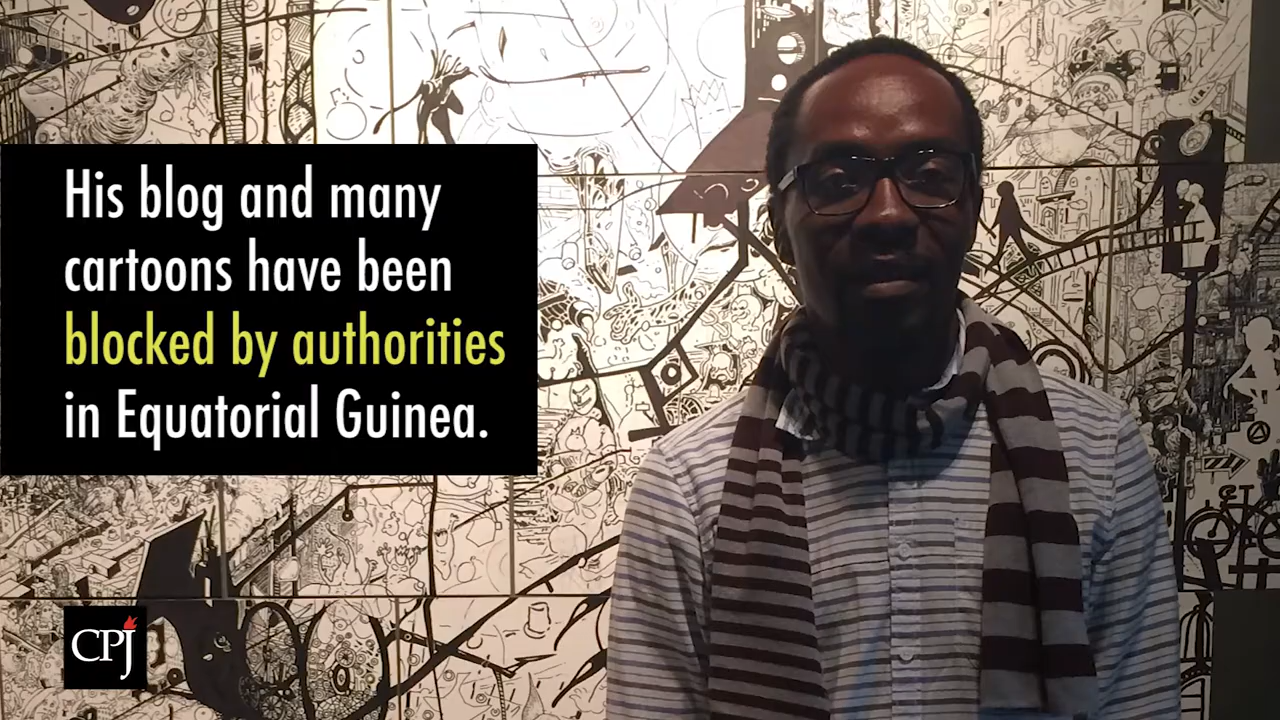 His blog and many
cartoons have been
blocked by authorities
in Equatorial Guinea.
CPJ